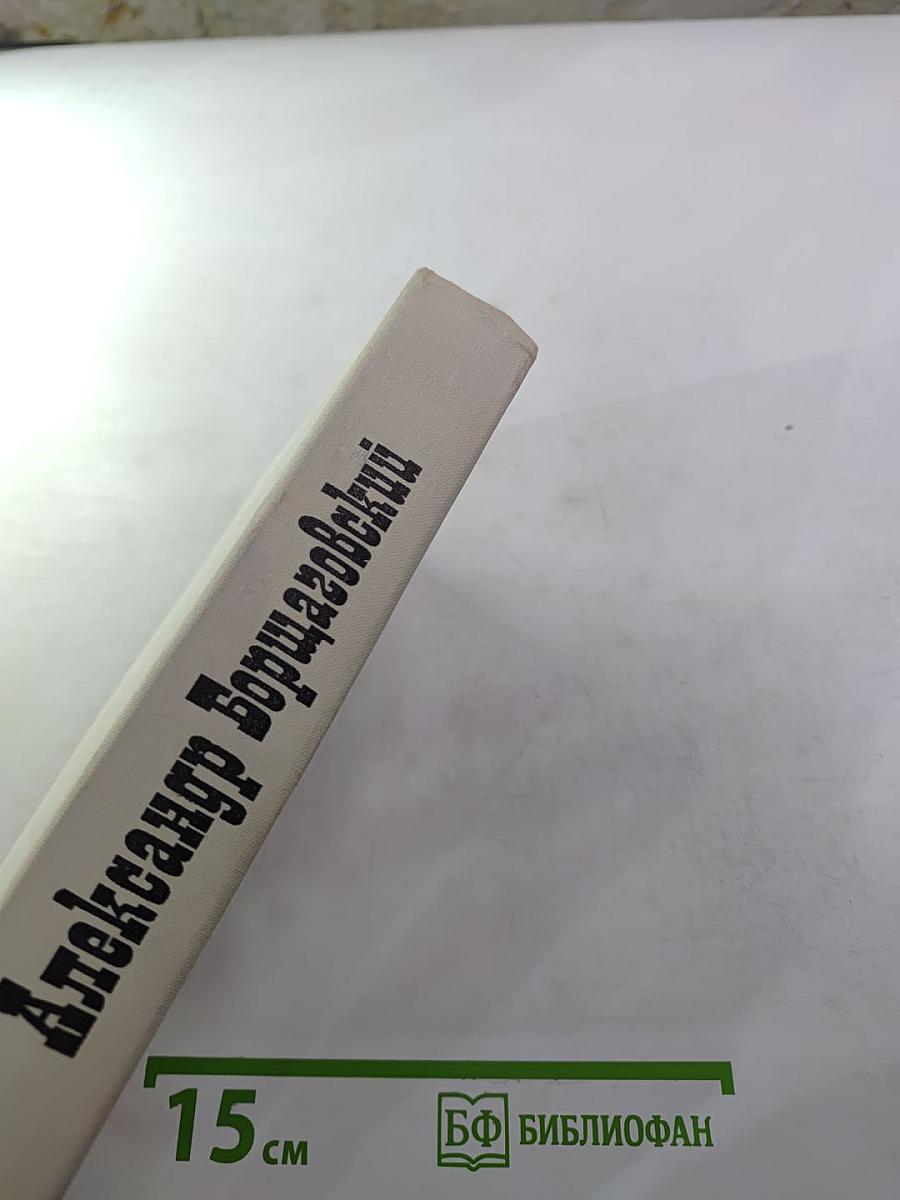 Александр Борщаговский
15 см
БФ БИБЛИОФАН